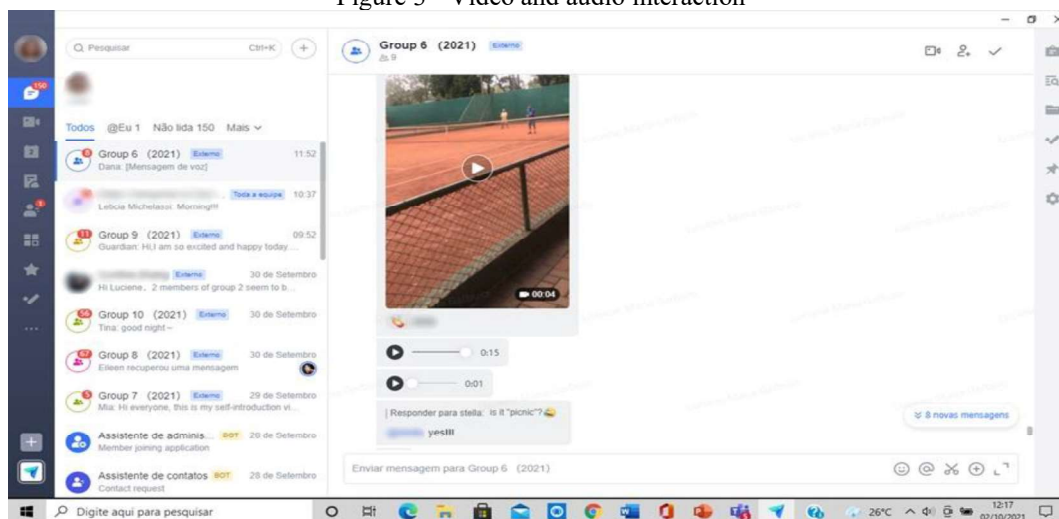 Figure 3 - Video and audio interaction
Pesquisar Ctrl+K
150
Todos @Eu 1 Não lida 150 Mais
Group 6 (2021) Externo 11:52
Dana: [Mensagem de voz]
Toda a equipe 10:37
Leticia Michelassi: Morning!!!
11
Group 9 (2021) Externo 09:52
Guardian: Hi,I am so excited and happy today...
Externo 30 de Setembro
Hi Luciene, 2 members of group 2 seem to b...
56
Group 10 (2021) Externo 30 de Setembro
Tina: good night~
67
Group 8 (2021) Externo 30 de Setembro
Eileen recuperou uma mensagem
5
Group 7 (2021) Externo 29 de Setembro
Mia: Hi everyone, this is my self-introduction vi...
Assistente de adminis... BOT 28 de Setembro
Member joining application
Assistente de contatos BOT 28 de Setembro
Contact request
Group 6 (2021) Externo
9
00:04
0:15
0:01
Responder para stella: is it "picnic"?
yesIII
8 novas mensagens
Enviar mensagem para Group 6 (2021)
Digite aqui para pesquisar
26°C
12:17
02/10/2021